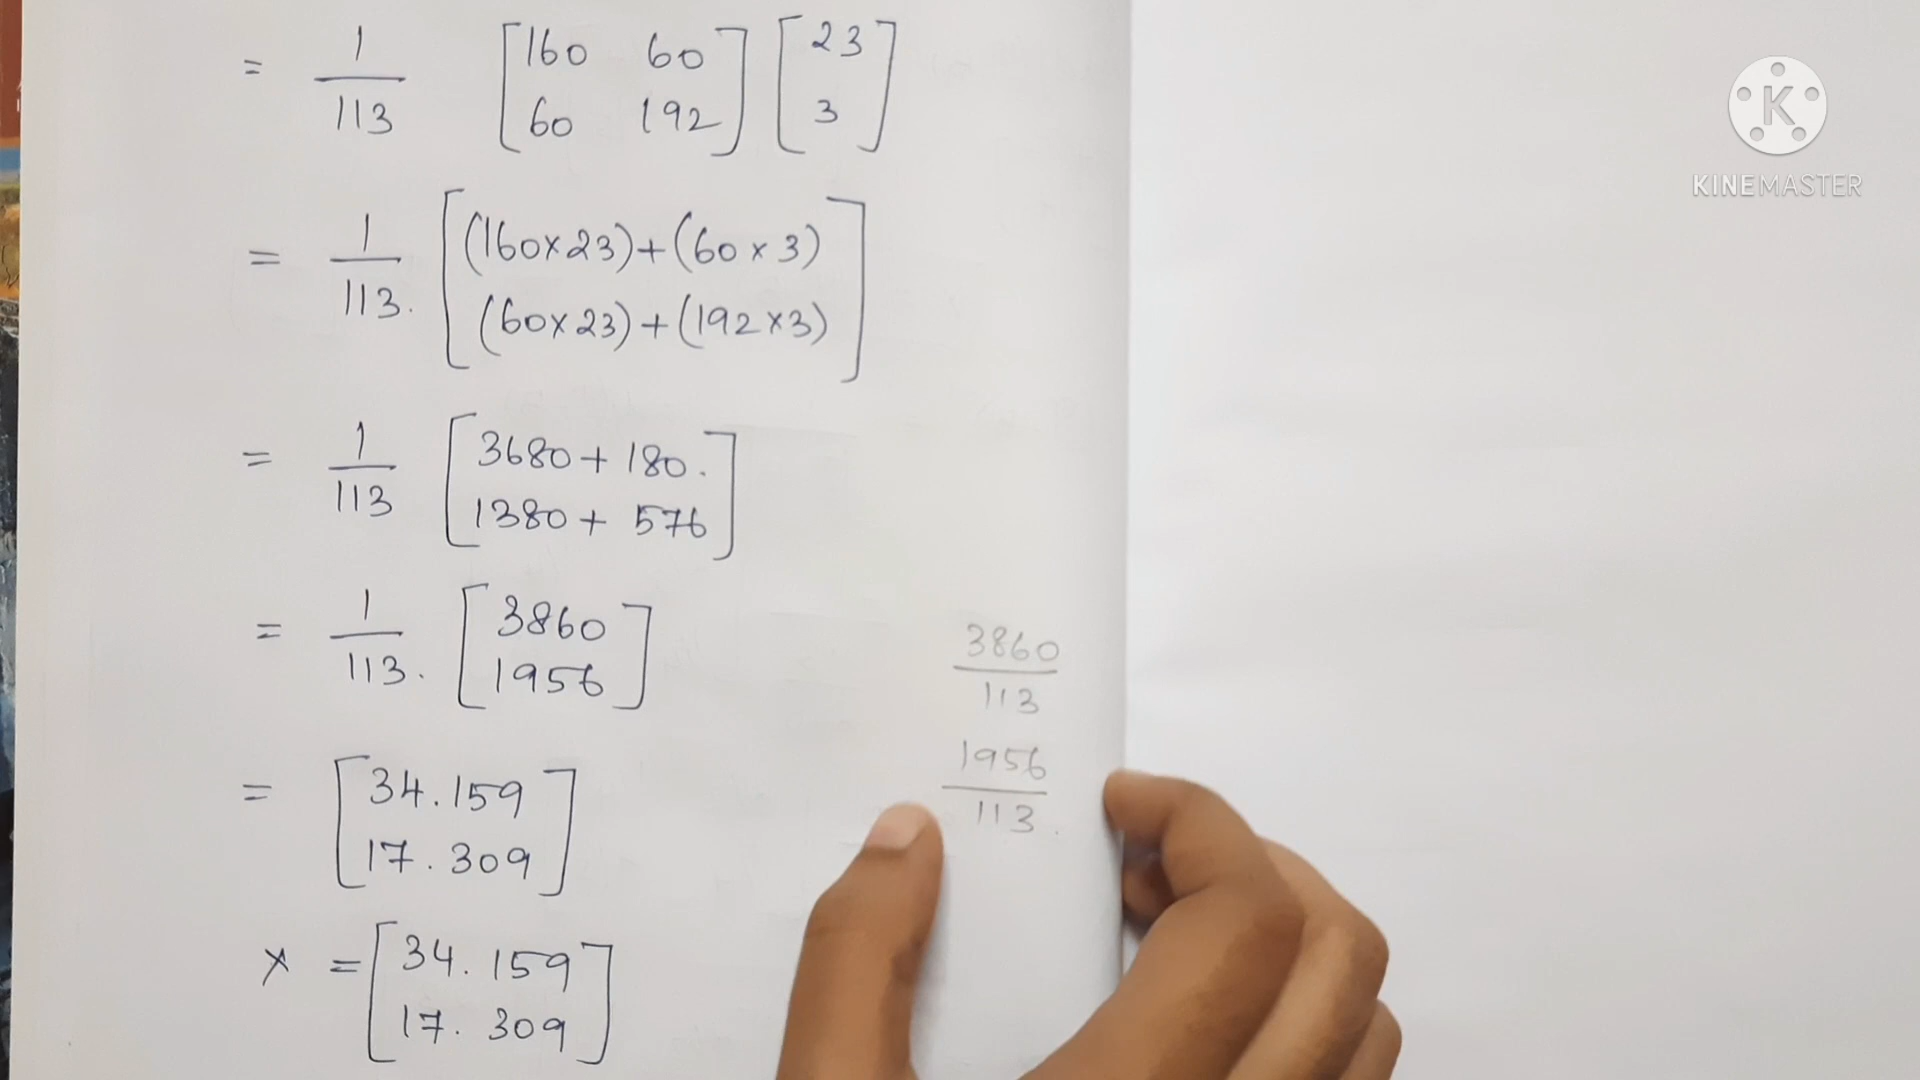 = 1/113 [160 60 60 192] [23 3]
= 1/113. [(160×23)+(60×3) (60×23)+(192×3)]
= 1/113 [3680+180. 1380+576]
= 1/113. [3860 1956]
3860/113
1956/113.
= [34.159 17.309]
x = [34.159 17.309]
K
KINEMASTER